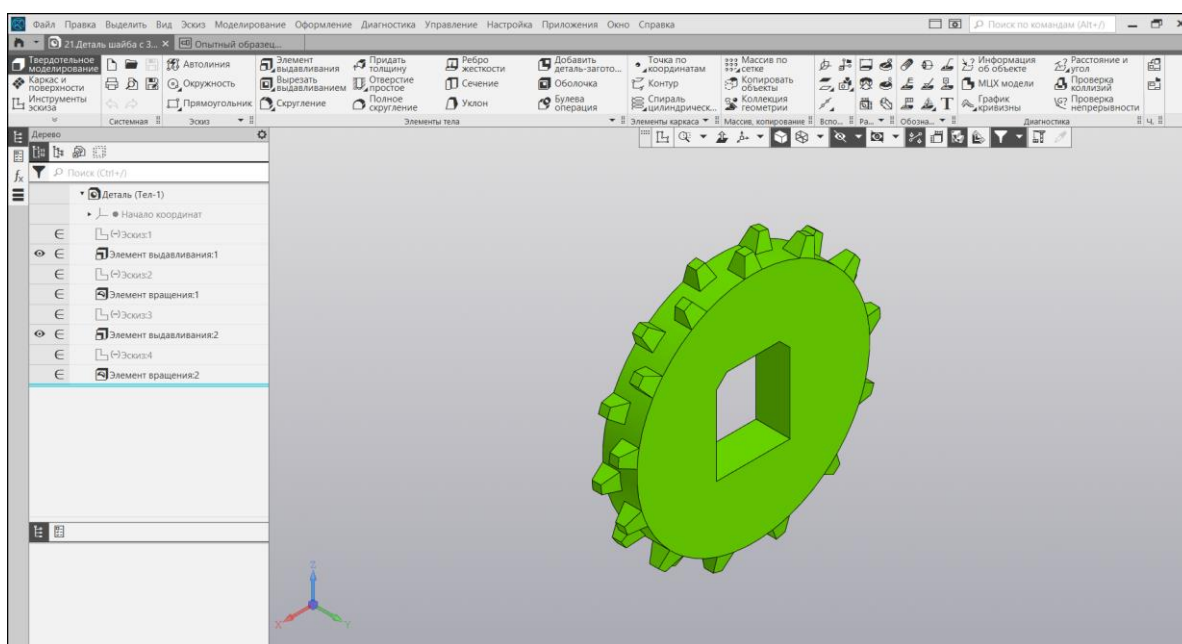 Файл Правка Выделить Вид Эскиз Моделирование Оформление Диагностика Управление Настройка Приложения Окно Справка
Поиск по командам (Alt+/)
21.Деталь шайба с З...
Опытный образец...
Твердотельное моделирование
Каркас и поверхности
Инструменты эскиза
Системная
Автолиния
Окружность
Прямоугольник
Эскиз
Элемент выдавливания
Вырезать выдавливанием
Скругление
Придать толщину
Отверстие простое
Полное скругление
Ребро жесткости
Сечение
Уклон
Добавить деталь-загото...
Оболочка
Булева операция
Элементы тела
Точка по координатам
Контур
Спираль цилиндрическ...
Элементы каркаса
Массив по сетке
Копировать объекты
Коллекция геометрии
Массив, копирование
Вспо...
Ра...
Обозна...
Информация об объекте
МЦХ модели
График кривизны
Расстояние и угол
Проверка коллизий
Проверка непрерывности
Диагностика
Ч.
Дерево
Поиск (Ctrl+/)
Деталь (Тел-1)
Начало координат
(-)Эскиз:1
Элемент выдавливания:1
(-)Эскиз:2
Элемент вращения:1
(-)Эскиз:3
Элемент выдавливания:2
(-)Эскиз:4
Элемент вращения:2
Z
X
Y